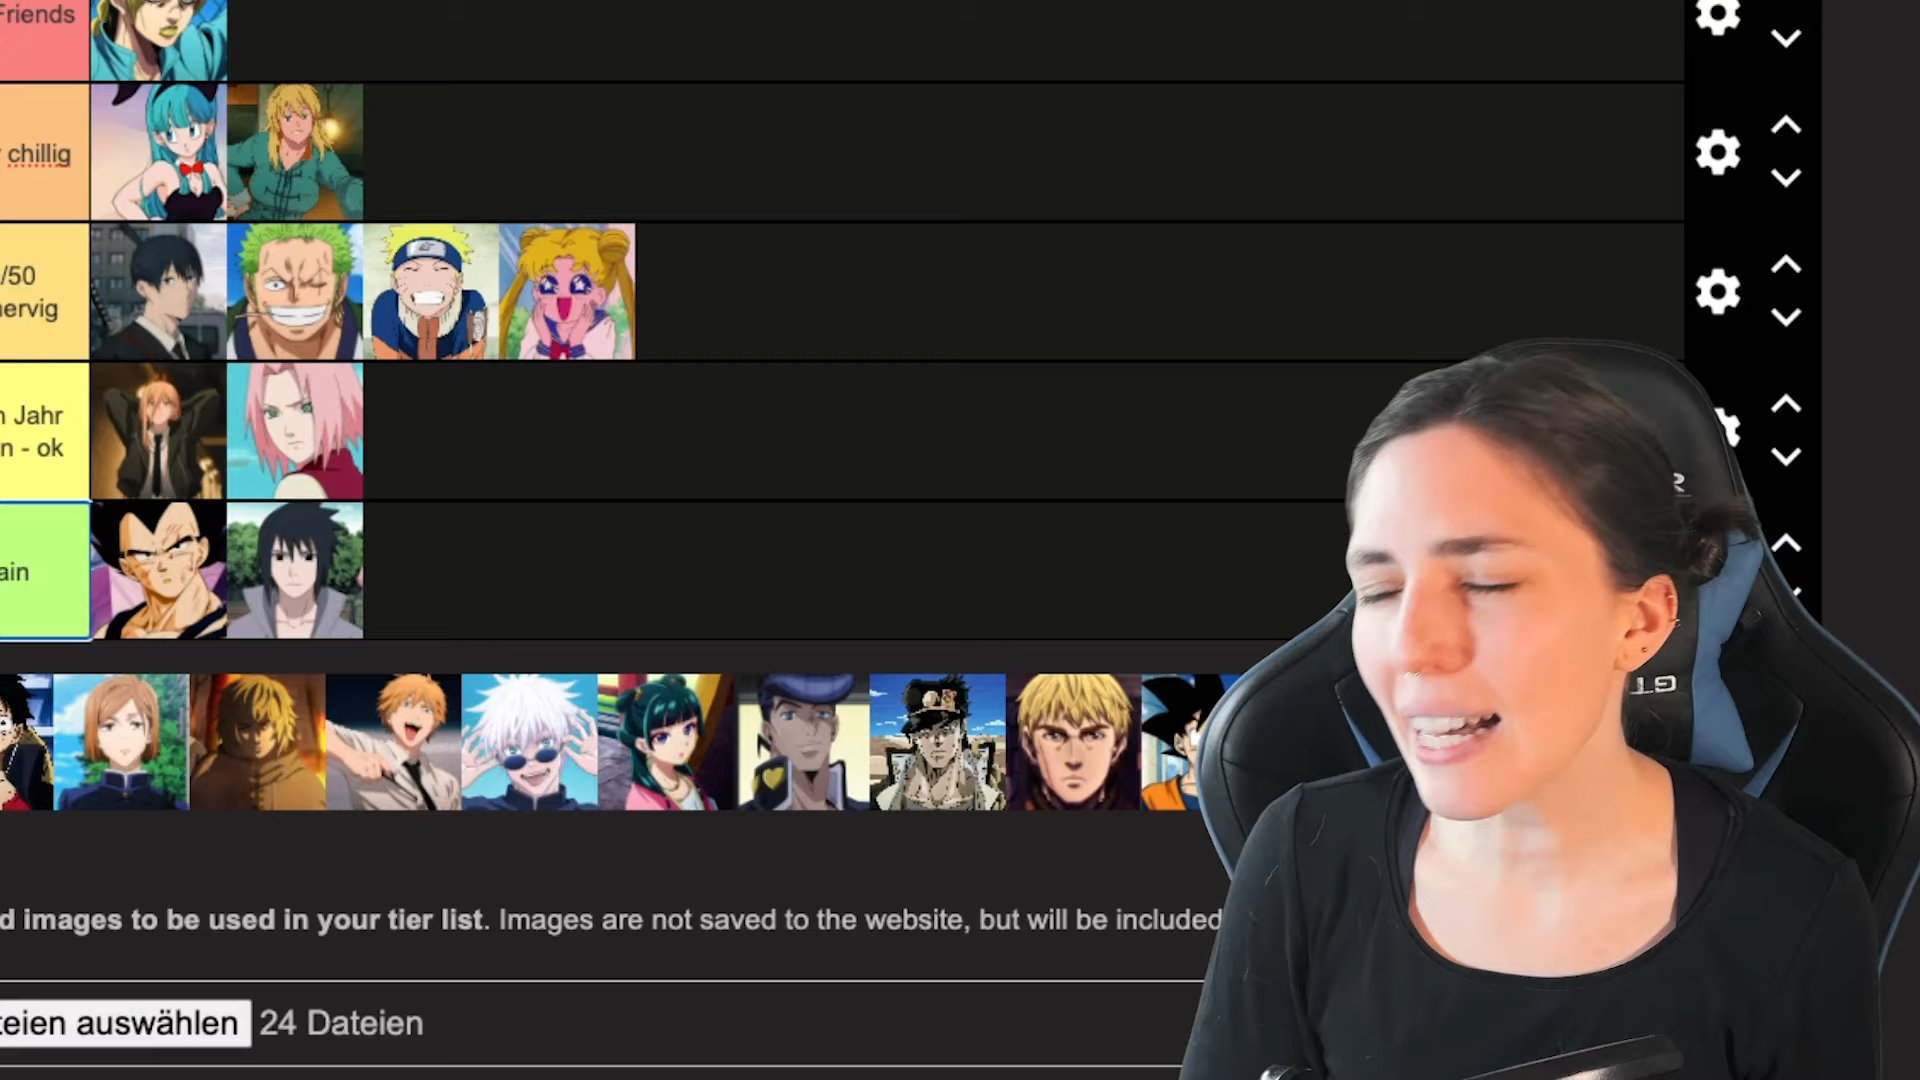 Friends
chillig
/50
nervig
Jahr
n - ok
ain
d images to be used in your tier list. Images are not saved to the website, but will be included
teien auswählen 24 Dateien